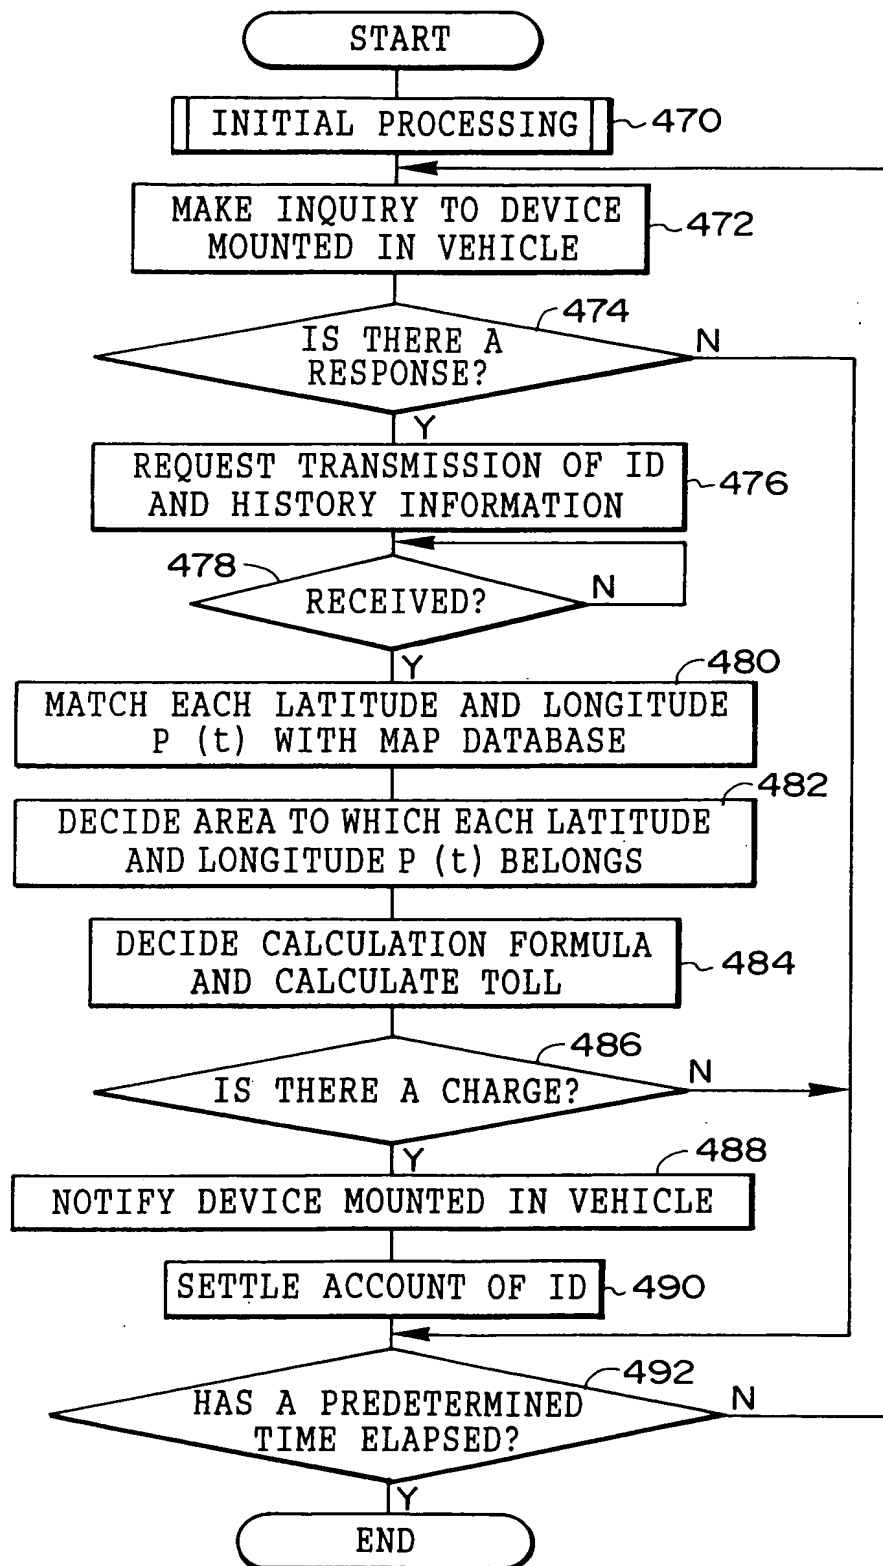 START
INITIAL PROCESSING
470
MAKE INQUIRY TO DEVICE
MOUNTED IN VEHICLE
472
474
IS THERE A
RESPONSE?
N
Y
REQUEST TRANSMISSION OF ID
AND HISTORY INFORMATION
476
478
RECEIVED?
N
Y
480
MATCH EACH LATITUDE AND LONGITUDE
P (t) WITH MAP DATABASE
482
DECIDE AREA TO WHICH EACH LATITUDE
AND LONGITUDE P (t) BELONGS
DECIDE CALCULATION FORMULA
AND CALCULATE TOLL
484
486
IS THERE A CHARGE?
N
Y
488
NOTIFY DEVICE MOUNTED IN VEHICLE
SETTLE ACCOUNT OF ID
490
492
HAS A PREDETERMINED
TIME ELAPSED?
N
Y
END